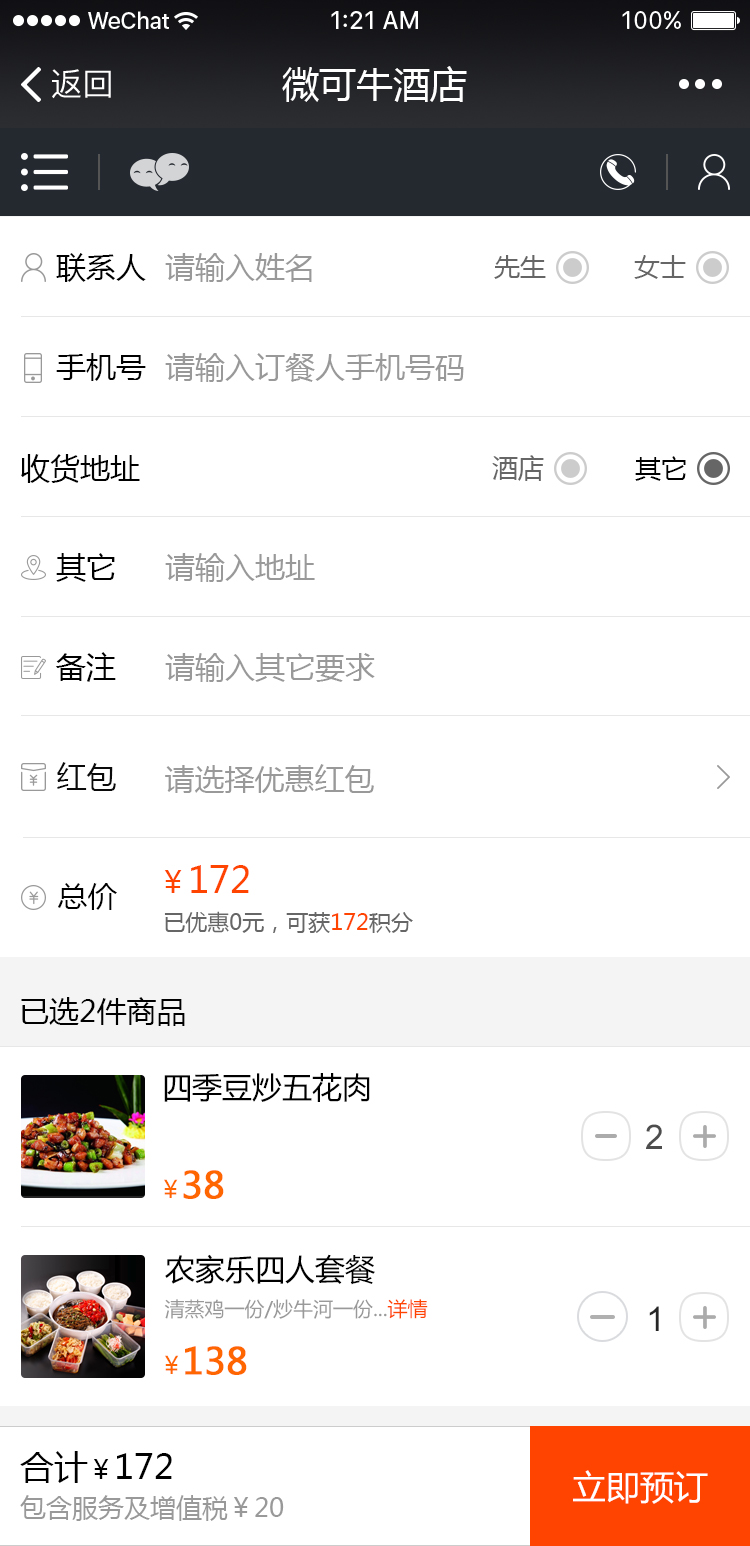 WeChat 1:21 AM 100%
返回 微可牛酒店
联系人 请输入姓名 先生 女士
手机号 请输入订餐人手机号码
收货地址 酒店 其它
其它 请输入地址
备注 请输入其它要求
红包 请选择优惠红包
总价 ¥172
已优惠0元，可获172积分
已选2件商品
四季豆炒五花肉
2
¥38
农家乐四人套餐
清蒸鸡一份/炒牛河一份...详情
1
¥138
合计¥172
包含服务及增值税¥20
立即预订